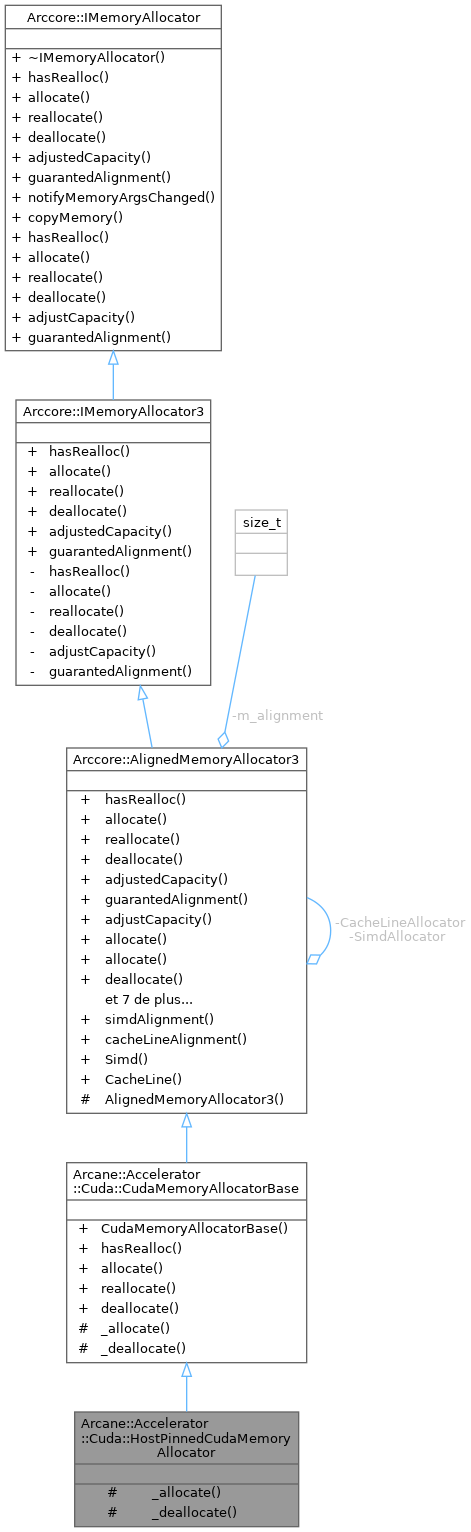 Arccore::IMemoryAllocator
+ ~IMemoryAllocator()
+ hasRealloc()
+ allocate()
+ reallocate()
+ deallocate()
+ adjustedCapacity()
+ guarantedAlignment()
+ notifyMemoryArgsChanged()
+ copyMemory()
+ hasRealloc()
+ allocate()
+ reallocate()
+ deallocate()
+ adjustCapacity()
+ guarantedAlignment()
Arccore::IMemoryAllocator3
+ hasRealloc()
+ allocate()
+ reallocate()
+ deallocate()
+ adjustedCapacity()
+ guarantedAlignment()
- hasRealloc()
- allocate()
- reallocate()
- deallocate()
- adjustCapacity()
- guarantedAlignment()
size_t
-m_alignment
Arccore::AlignedMemoryAllocator3
+ hasRealloc()
+ allocate()
+ reallocate()
+ deallocate()
+ adjustedCapacity()
+ guarantedAlignment()
+ adjustCapacity()
+ allocate()
+ allocate()
+ deallocate()
et 7 de plus...
+ simdAlignment()
+ cacheLineAlignment()
+ Simd()
+ CacheLine()
# AlignedMemoryAllocator3()
-CacheLineAllocator
-SimdAllocator
Arcane::Accelerator
::Cuda::CudaMemoryAllocatorBase
+ CudaMemoryAllocatorBase()
+ hasRealloc()
+ allocate()
+ reallocate()
+ deallocate()
# _allocate()
# _deallocate()
Arcane::Accelerator
::Cuda::HostPinnedCudaMemory
Allocator
# _allocate()
# _deallocate()